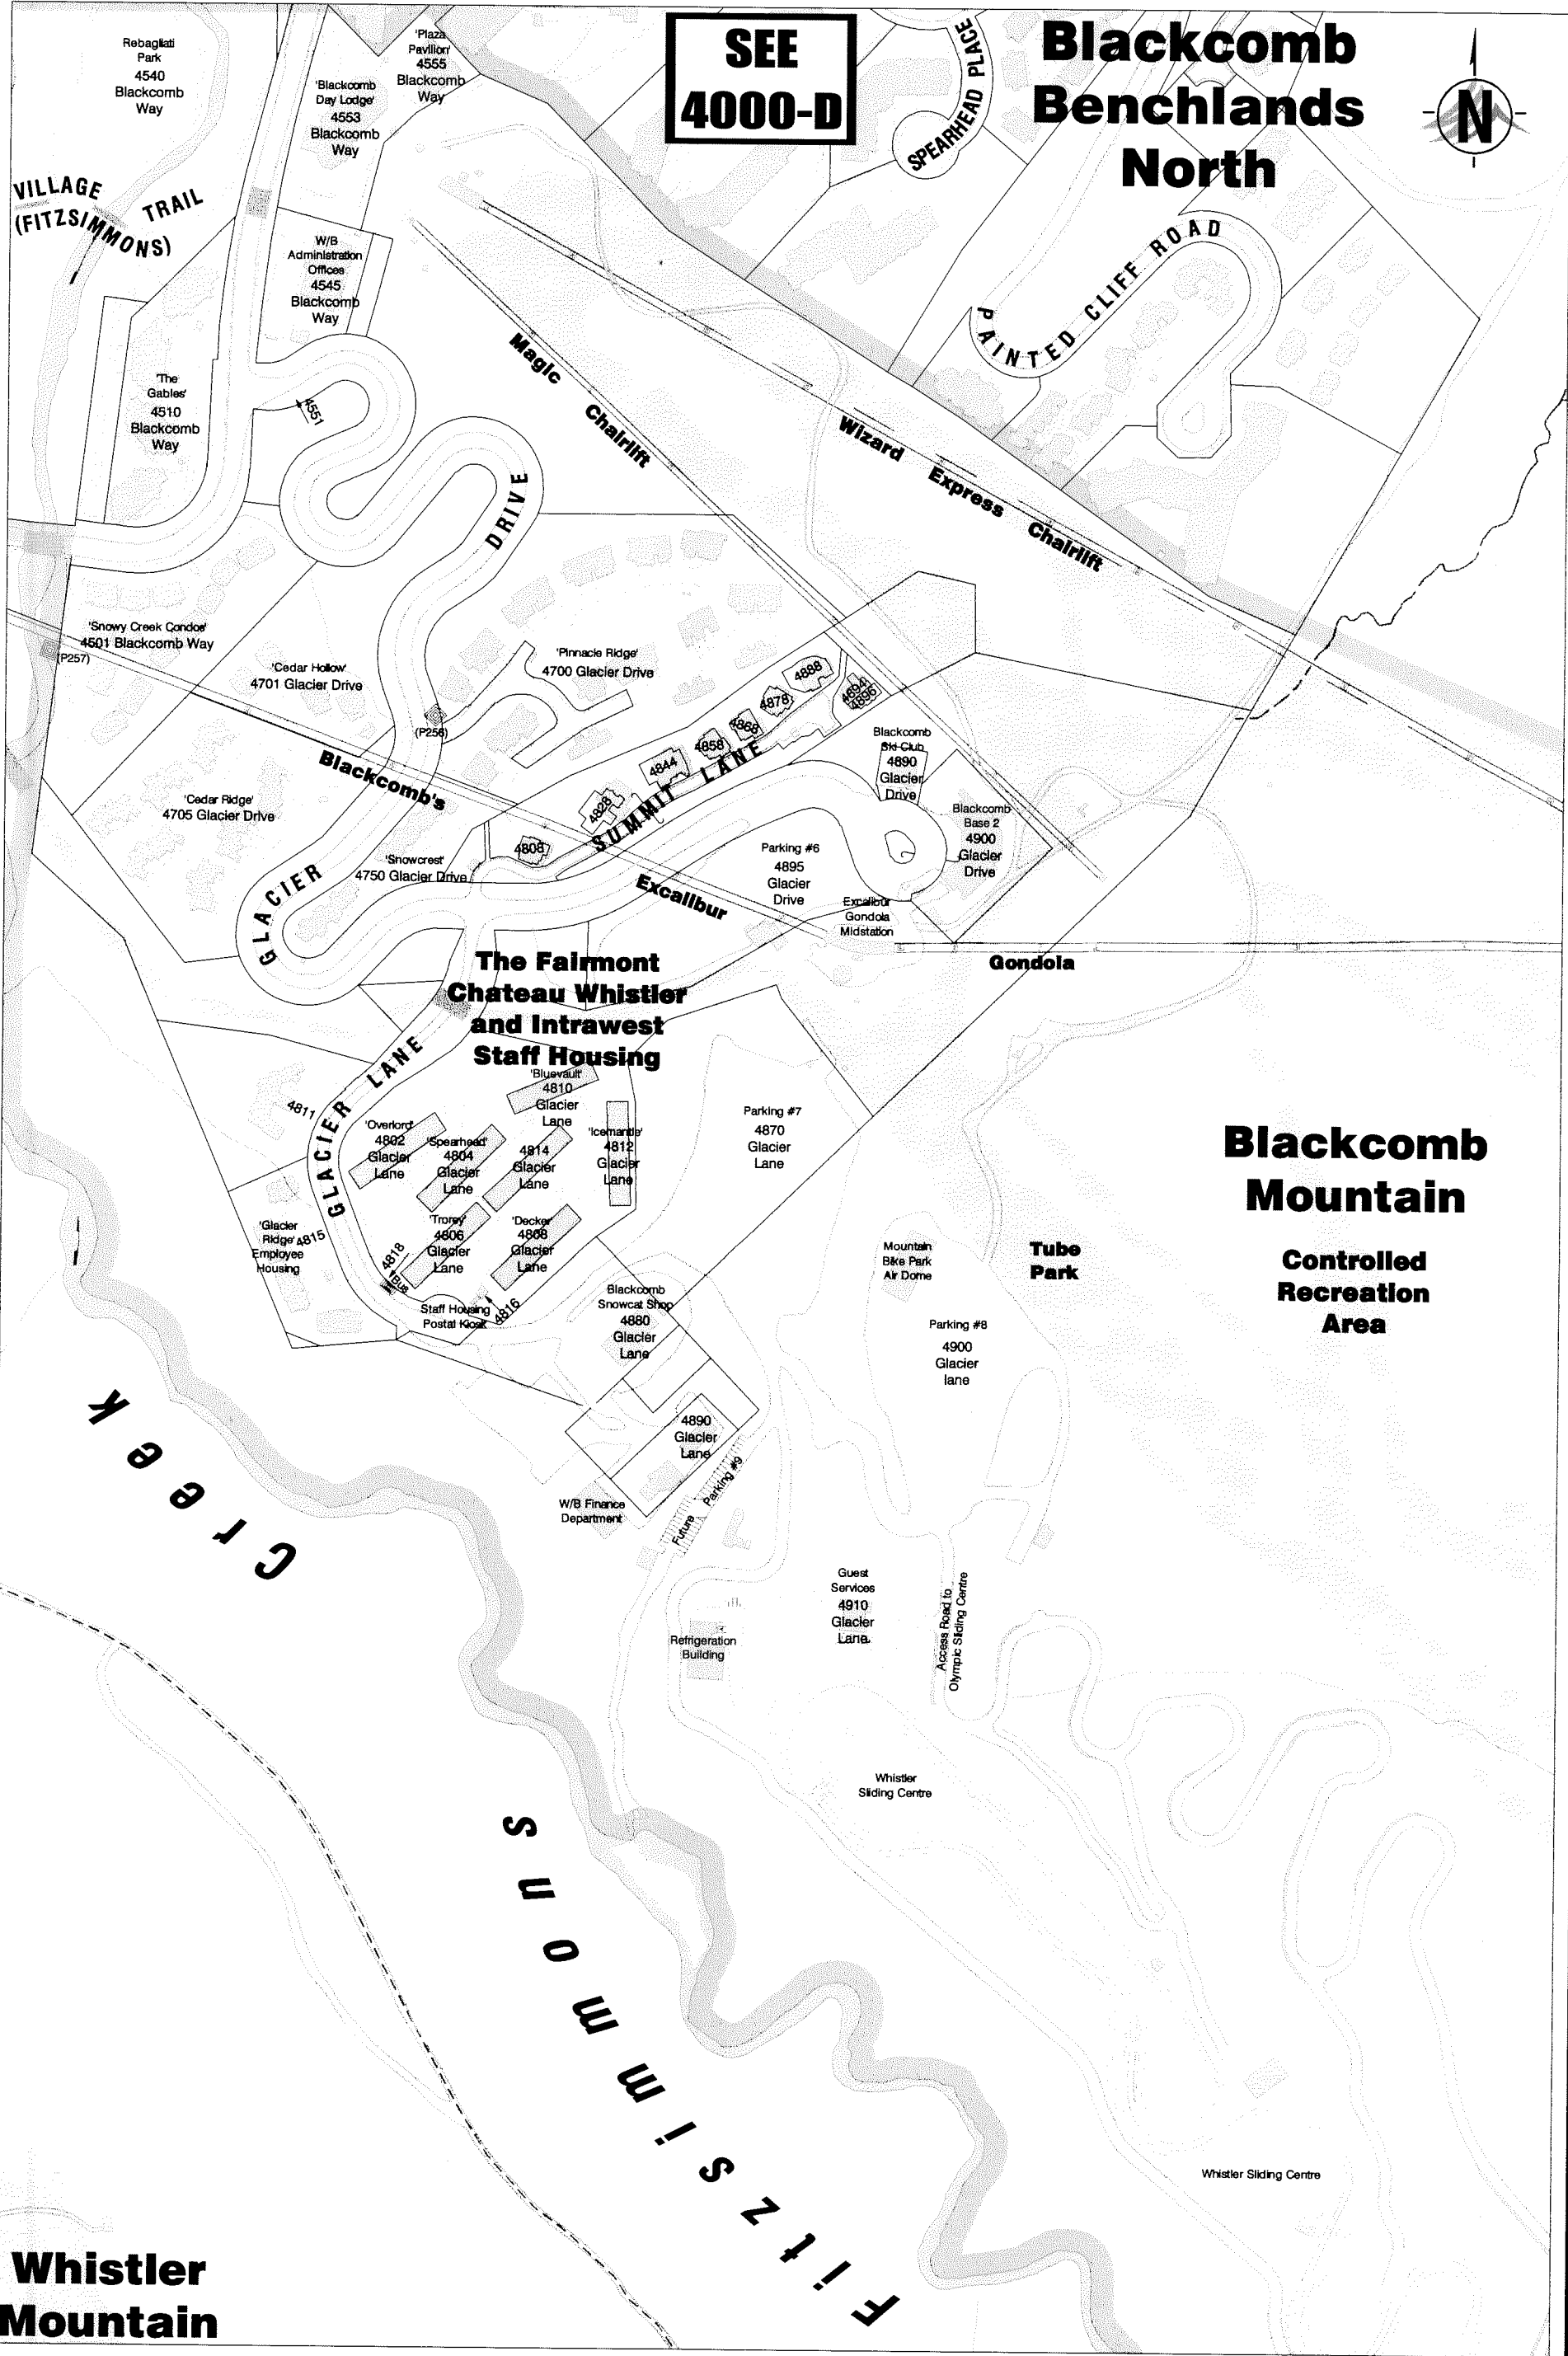 SEE
4000-D
Blackcomb
Benchlands
North
N
Rebagliati
Park
4540
Blackcomb
Way
'Plaza
Pavilion'
4555
Blackcomb
Way
'Blackcomb
Day Lodge'
4553
Blackcomb
Way
SPEARHEAD PLACE
VILLAGE
(FITZSIMMONS)
TRAIL
W/B
Administration
Offices
4545
Blackcomb
Way
PAINTED CLIFF ROAD
'The
Gables'
4510
Blackcomb
Way
4551
Magic Chairlift
Wizard Express Chairlift
DRIVE
'Snowy Creek Condos'
4501 Blackcomb Way
(P257)
'Cedar Hollow'
4701 Glacier Drive
'Pinnacle Ridge'
4700 Glacier Drive
(P256)
4888
4878
4868
4858
4844
4828
4808
4894
4896
SUMMIT LANE
Blackcomb
Ski Club
4890
Glacier
Drive
Blackcomb's
Excalibur
Gondola
'Cedar Ridge'
4705 Glacier Drive
'Snowcrest'
4750 Glacier Drive
GLACIER
Parking #6
4895
Glacier
Drive
Blackcomb
Base 2
4900
Glacier
Drive
Excalibur
Gondola
Midstation
The Fairmont
Chateau Whistler
and Intrawest
Staff Housing
GLACIER LANE
4811
'Bluevault'
4810
Glacier
Lane
'Overlord'
4802
Glacier
Lane
'Spearhead'
4804
Glacier
Lane
4814
Glacier
Lane
'Icemantle'
4812
Glacier
Lane
Parking #7
4870
Glacier
Lane
Blackcomb
Mountain
Controlled
Recreation
Area
'Glacier
Ridge' 4815
Employee
Housing
'Trorey'
4806
Glacier
Lane
'Decker'
4808
Glacier
Lane
4818
Bus
Staff Housing
Postal Kiosk
4816
Blackcomb
Snowcat Shop
4880
Glacier
Lane
Mountain
Bike Park
Air Dome
Tube
Park
Parking #8
4900
Glacier
lane
4890
Glacier
Lane
Future Parking #9
W/B Finance
Department
Guest
Services
4910
Glacier
Lane
Access Road to
Olympic Sliding Centre
Refrigeration
Building
Whistler
Sliding Centre
Whistler Sliding Centre
Fitzsimmons Creek
Whistler
Mountain